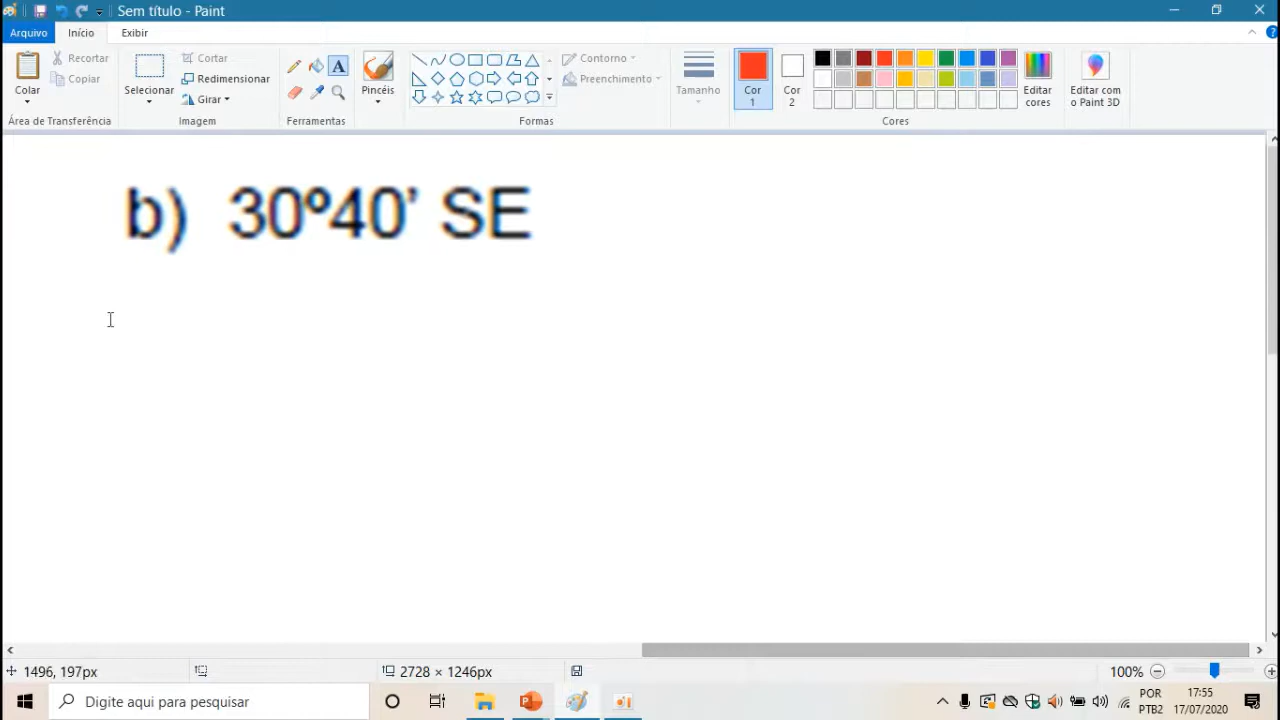 Sem título - Paint
Arquivo Início Exibir
Colar
Recortar
Copiar
Área de Transferência
Selecionar
Cortar
Redimensionar
Girar
Imagem
A
Ferramentas
Pincéis
Formas
Contorno
Preenchimento
Tamanho
Cor 1
Cor 2
Editar cores
Cores
Editar com o Paint 3D
b) 30º40’ SE
1496, 197px
2728 × 1246px
100%
Digite aqui para pesquisar
POR
PTB2
17:55
17/07/2020